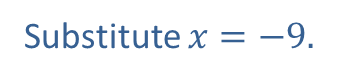 Substitute x = −9.